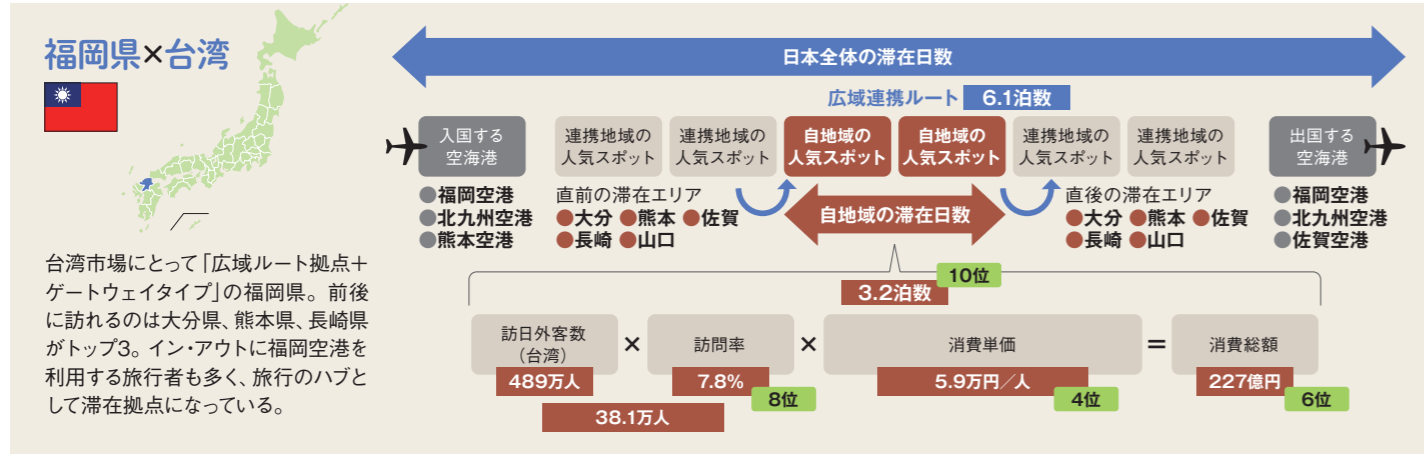 福岡県×台湾
台湾市場にとって「広域ルート拠点＋
ゲートウェイタイプ」の福岡県。前後
に訪れるのは大分県、熊本県、長崎県
がトップ3。イン・アウトに福岡空港を
利用する旅行者も多く、旅行のハブと
して滞在拠点になっている。
日本全体の滞在日数
広域連携ルート 6.1泊数
入国する
空海港
連携地域の
人気スポット
連携地域の
人気スポット
自地域の
人気スポット
自地域の
人気スポット
連携地域の
人気スポット
連携地域の
人気スポット
出国する
空海港
●福岡空港
●北九州空港
●熊本空港
直前の滞在エリア
●大分 ●熊本 ●佐賀
●長崎 ●山口
自地域の滞在日数
直後の滞在エリア
●大分 ●熊本 ●佐賀
●長崎 ●山口
●福岡空港
●北九州空港
●佐賀空港
10位
3.2泊数
訪日外客数
（台湾）
489万人
×
訪問率
7.8%
8位
38.1万人
×
消費単価
5.9万円／人
4位
＝
消費総額
227億円
6位